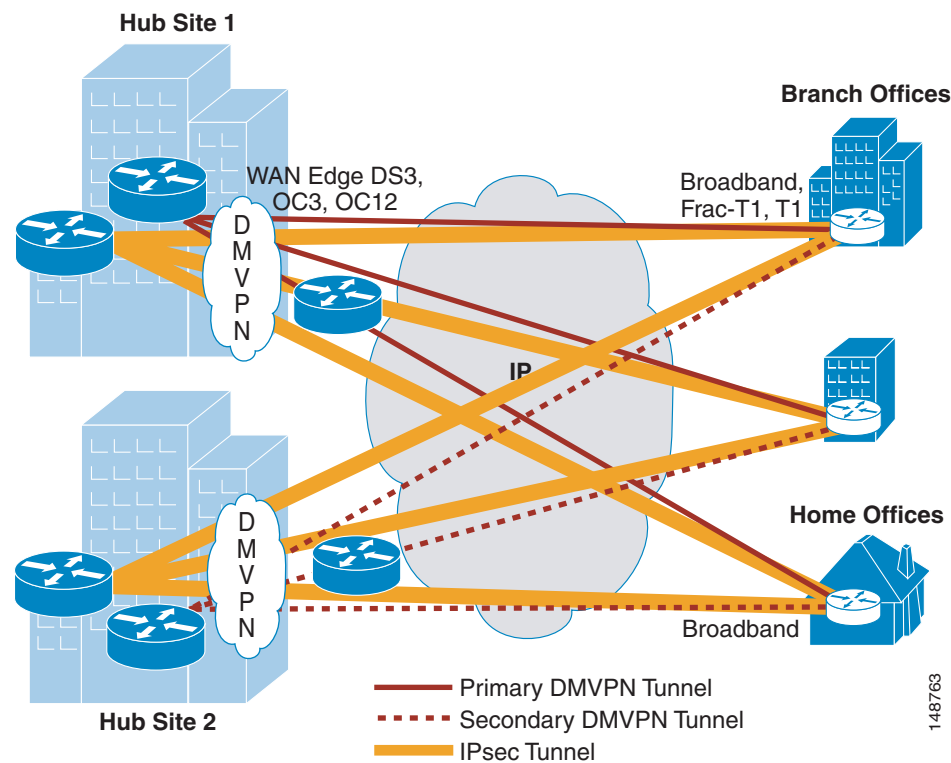 Hub Site 1
Branch Offices
WAN Edge DS3,
OC3, OC12
Broadband,
Frac-T1, T1
D
M
V
P
N
IP
D
M
V
P
N
Home Offices
Broadband
Hub Site 2
Primary DMVPN Tunnel
Secondary DMVPN Tunnel
IPsec Tunnel
148763